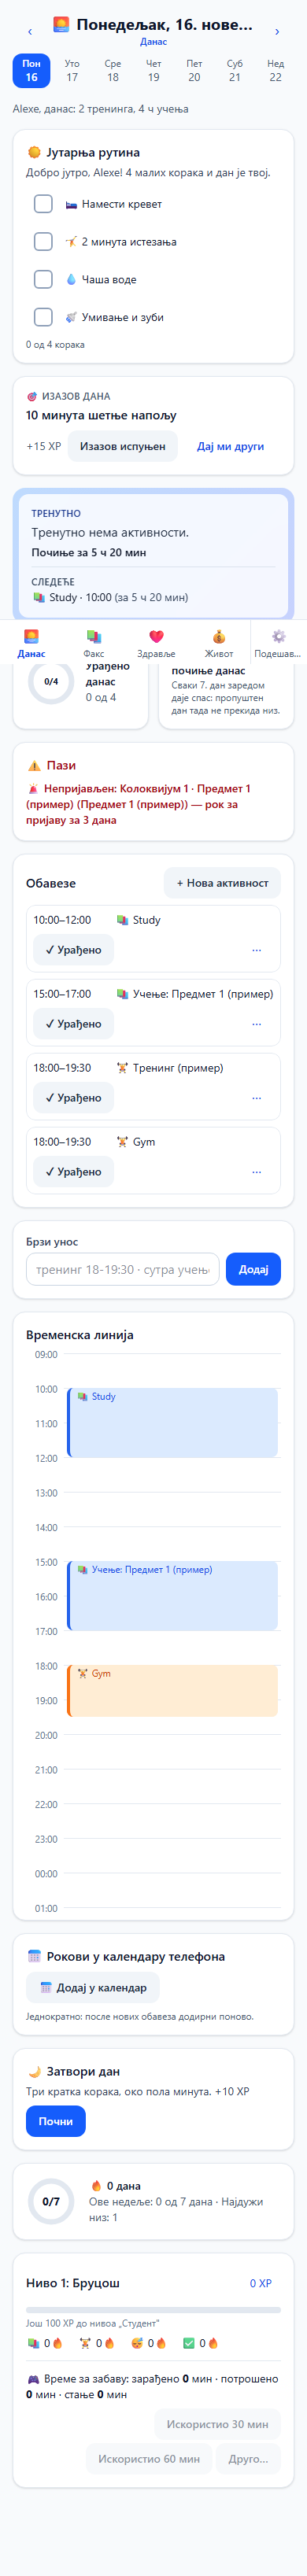 ‹ 🌅 Понедељак, 16. нове... ›
Данас
Пон Уто Сре Чет Пет Суб Нед
16 17 18 19 20 21 22
Alexe, данас: 2 тренинга, 4 ч учења
🌞 Јутарња рутина
Добро јутро, Alexe! 4 малих корака и дан је твој.
🛏️ Намести кревет
🤸 2 минута истезања
💧 Чаша воде
🪥 Умивање и зуби
0 од 4 корака
🎯 ИЗАЗОВ ДАНА
10 минута шетње напољу
+15 XP Изазов испуњен Дај ми други
ТРЕНУТНО
Тренутно нема активности.
Почиње за 5 ч 20 мин
СЛЕДЕЋЕ
📚 Study · 10:00 (за 5 ч 20 мин)
Данас Факс Здравље Живот Подешав...
0/4
Урађено
данас
0 од 4
почиње данас
Сваки 7. дан заредом
даје спас: пропуштен
дан тада не прекида низ.
⚠️ Пази
🚨 Непријављен: Колоквијум 1 · Предмет 1
(пример) (Предмет 1 (пример)) — рок за
пријаву за 3 дана
Обавезе + Нова активност
10:00–12:00 📚 Study
✓ Урађено ···
15:00–17:00 📚 Учење: Предмет 1 (пример)
✓ Урађено ···
18:00–19:30 🏋️ Тренинг (пример)
✓ Урађено ···
18:00–19:30 🏋️ Gym
✓ Урађено ···
Брзи унос
тренинг 18-19:30 · сутра учењ
Додај
Временска линија
09:00
10:00
📚 Study
11:00
12:00
13:00
14:00
15:00
📚 Учење: Предмет 1 (пример)
16:00
17:00
18:00
🏋️ Gym
19:00
20:00
21:00
22:00
23:00
00:00
01:00
🗓️ Рокови у календару телефона
🗓️ Додај у календар
Једнократно: после нових обавеза додирни поново.
🌙 Затвори дан
Три кратка корака, око пола минута. +10 XP
Почни
0/7
🔥 0 дана
Ове недеље: 0 од 7 дана · Најдужи
низ: 1
Ниво 1: Бруцош 0 XP
Још 100 XP до нивоа „Студент“
📚 0🔥 🏋️ 0🔥 😴 0🔥 ✅ 0🔥
🎮 Време за забаву: зарађено 0 мин · потрошено
0 мин · стање 0 мин
Искористио 30 мин
Искористио 60 мин Друго...